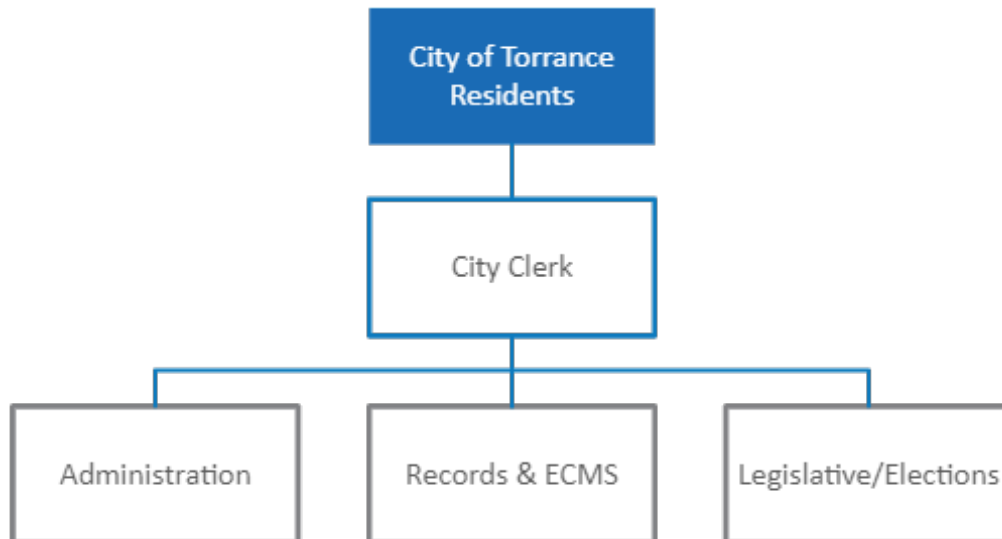 City of Torrance
Residents
City Clerk
Administration
Records & ECMS
Legislative/Elections